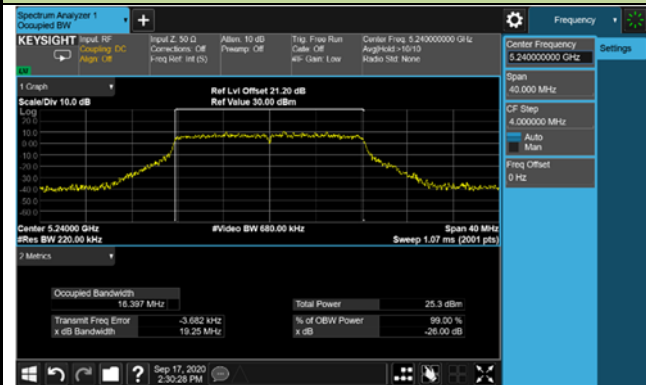 Spectrum Analyzer 1
Occupied BW
+
Frequency
KEYSIGHT
Input: RF
Coupling: DC
Align: Off
Input Z: 50 Ω
Corrections: Off
Freq Ref: Int (S)
Atten: 10 dB
Preamp: Off
Trig: Free Run
Gate: Off
#IF Gain: Low
Center Freq: 5.240000000 GHz
Avg|Hold:>10/10
Radio Std: None
Center Frequency
5.240000000 GHz
Settings
Span
40.000 MHz
CF Step
4.000000 MHz
Auto
Man
Freq Offset
0 Hz
1 Graph
Scale/Div 10.0 dB
Ref Lvl Offset 21.20 dB
Ref Value 30.00 dBm
Log
20.0
10.0
0.00
-10.0
-20.0
-30.0
-40.0
-50.0
-60.0
Center 5.24000 GHz
#Video BW 680.00 kHz
Span 40 MHz
#Res BW 220.00 kHz
Sweep 1.07 ms (2001 pts)
2 Metrics
Occupied Bandwidth
16.397 MHz
Total Power
25.3 dBm
Transmit Freq Error
-3.682 kHz
% of OBW Power
99.00 %
x dB Bandwidth
19.25 MHz
x dB
-26.00 dB
?
Sep 17, 2020
2:30:28 PM